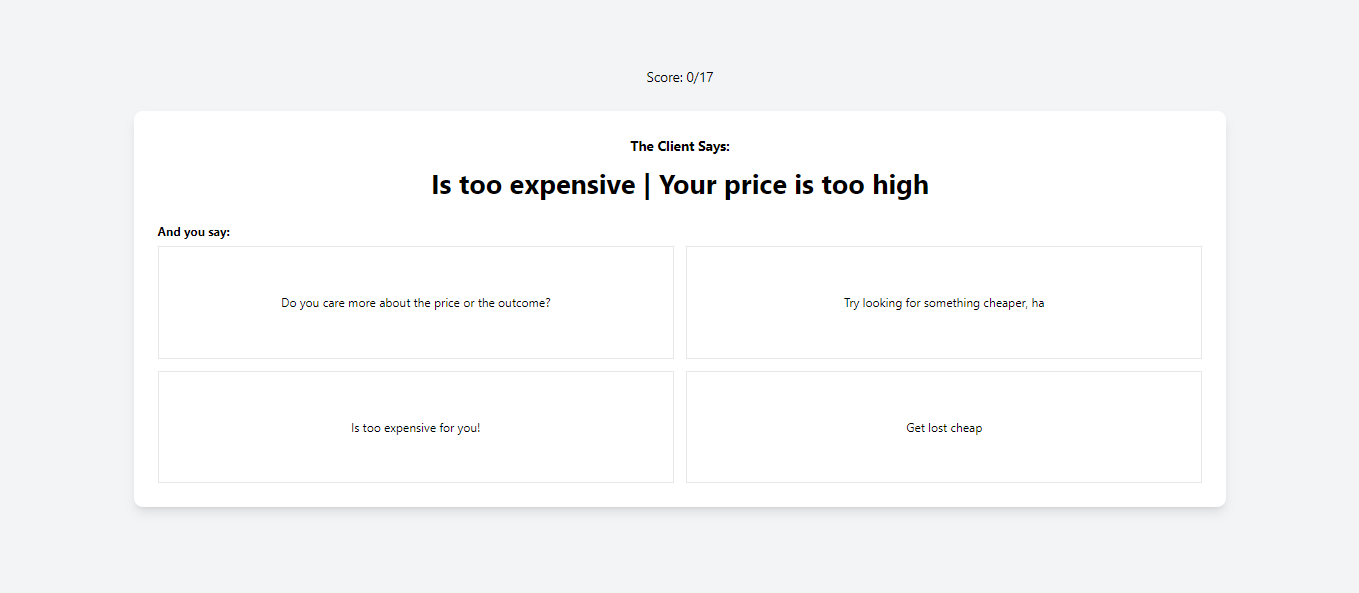 Score: 0/17
The Client Says:
Is too expensive | Your price is too high
And you say:
Do you care more about the price or the outcome?
Try looking for something cheaper, ha
Is too expensive for you!
Get lost cheap